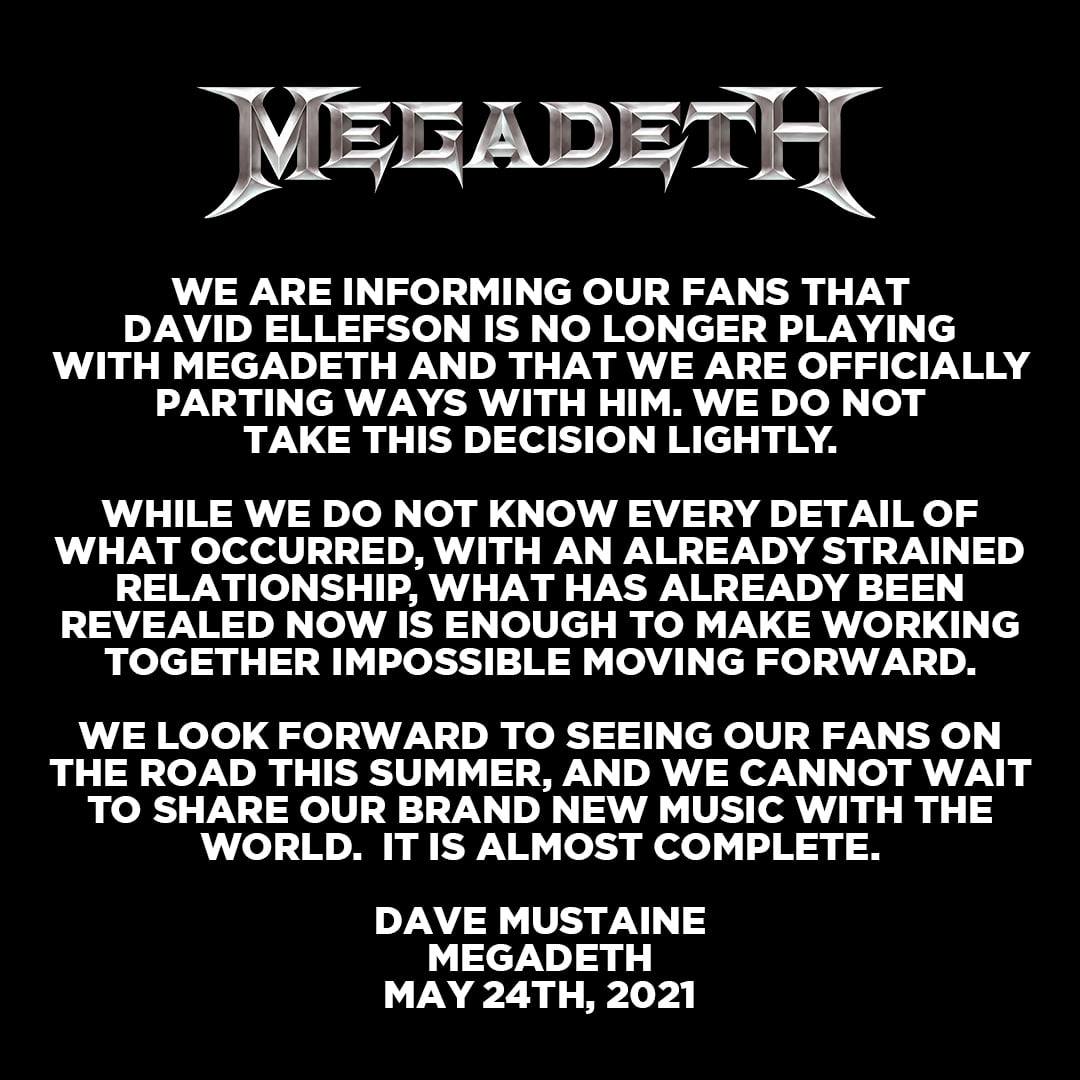 MEGADETH
WE ARE INFORMING OUR FANS THAT
DAVID ELLEFSON IS NO LONGER PLAYING
WITH MEGADETH AND THAT WE ARE OFFICIALLY
PARTING WAYS WITH HIM. WE DO NOT
TAKE THIS DECISION LIGHTLY.
WHILE WE DO NOT KNOW EVERY DETAIL OF
WHAT OCCURRED, WITH AN ALREADY STRAINED
RELATIONSHIP, WHAT HAS ALREADY BEEN
REVEALED NOW IS ENOUGH TO MAKE WORKING
TOGETHER IMPOSSIBLE MOVING FORWARD.
WE LOOK FORWARD TO SEEING OUR FANS ON
THE ROAD THIS SUMMER, AND WE CANNOT WAIT
TO SHARE OUR BRAND NEW MUSIC WITH THE
WORLD.  IT IS ALMOST COMPLETE.
DAVE MUSTAINE
MEGADETH
MAY 24TH, 2021